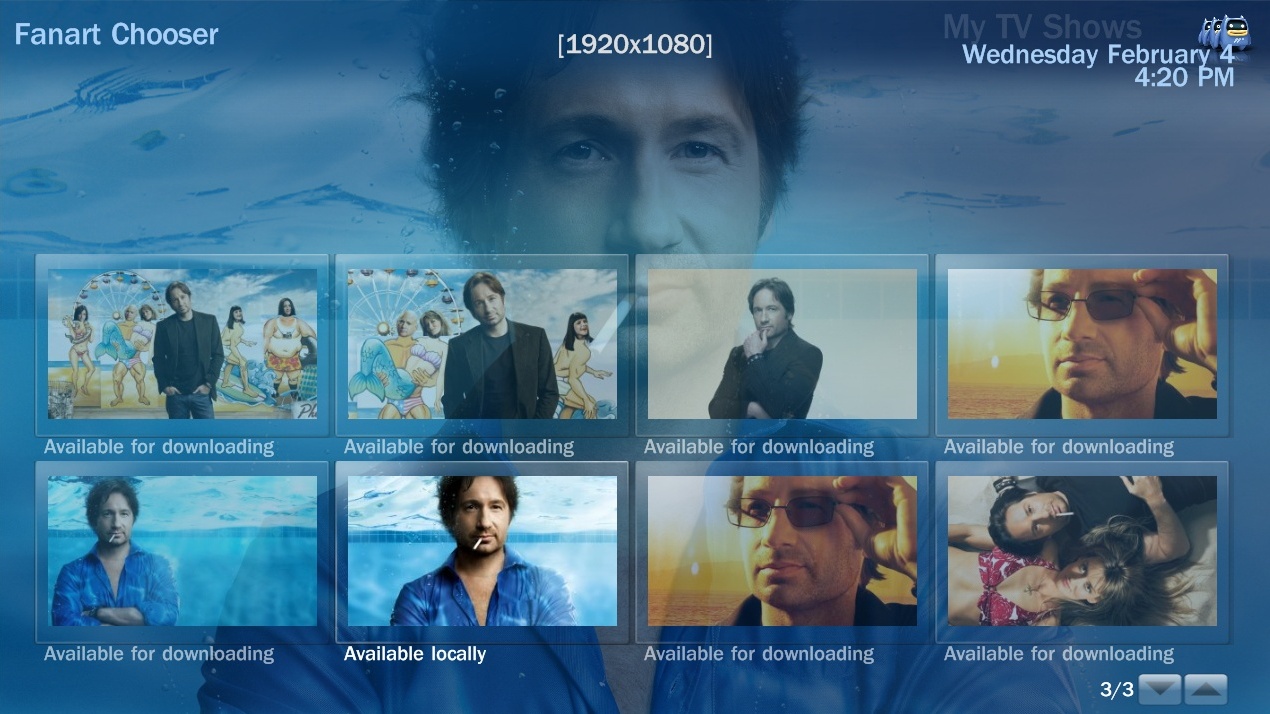 Fanart Chooser
[1920x1080]
My TV Shows
Wednesday February 4
4:20 PM
Available for downloading
Available for downloading
Available for downloading
Available for downloading
Available for downloading
Available locally
Available for downloading
Available for downloading
3/3